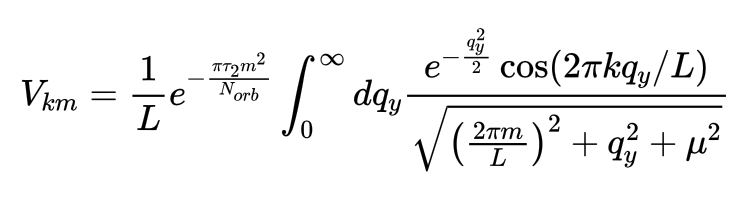 V_{km} = \frac{1}{L} e^{-\frac{\pi\tau_2 m^2}{N_{orb}}} \int_0^\infty dq_y \frac{e^{-\frac{q_y^2}{2}} \cos(2\pi k q_y/L)}{\sqrt{\left(\frac{2\pi m}{L}\right)^2 + q_y^2 + \mu^2}}